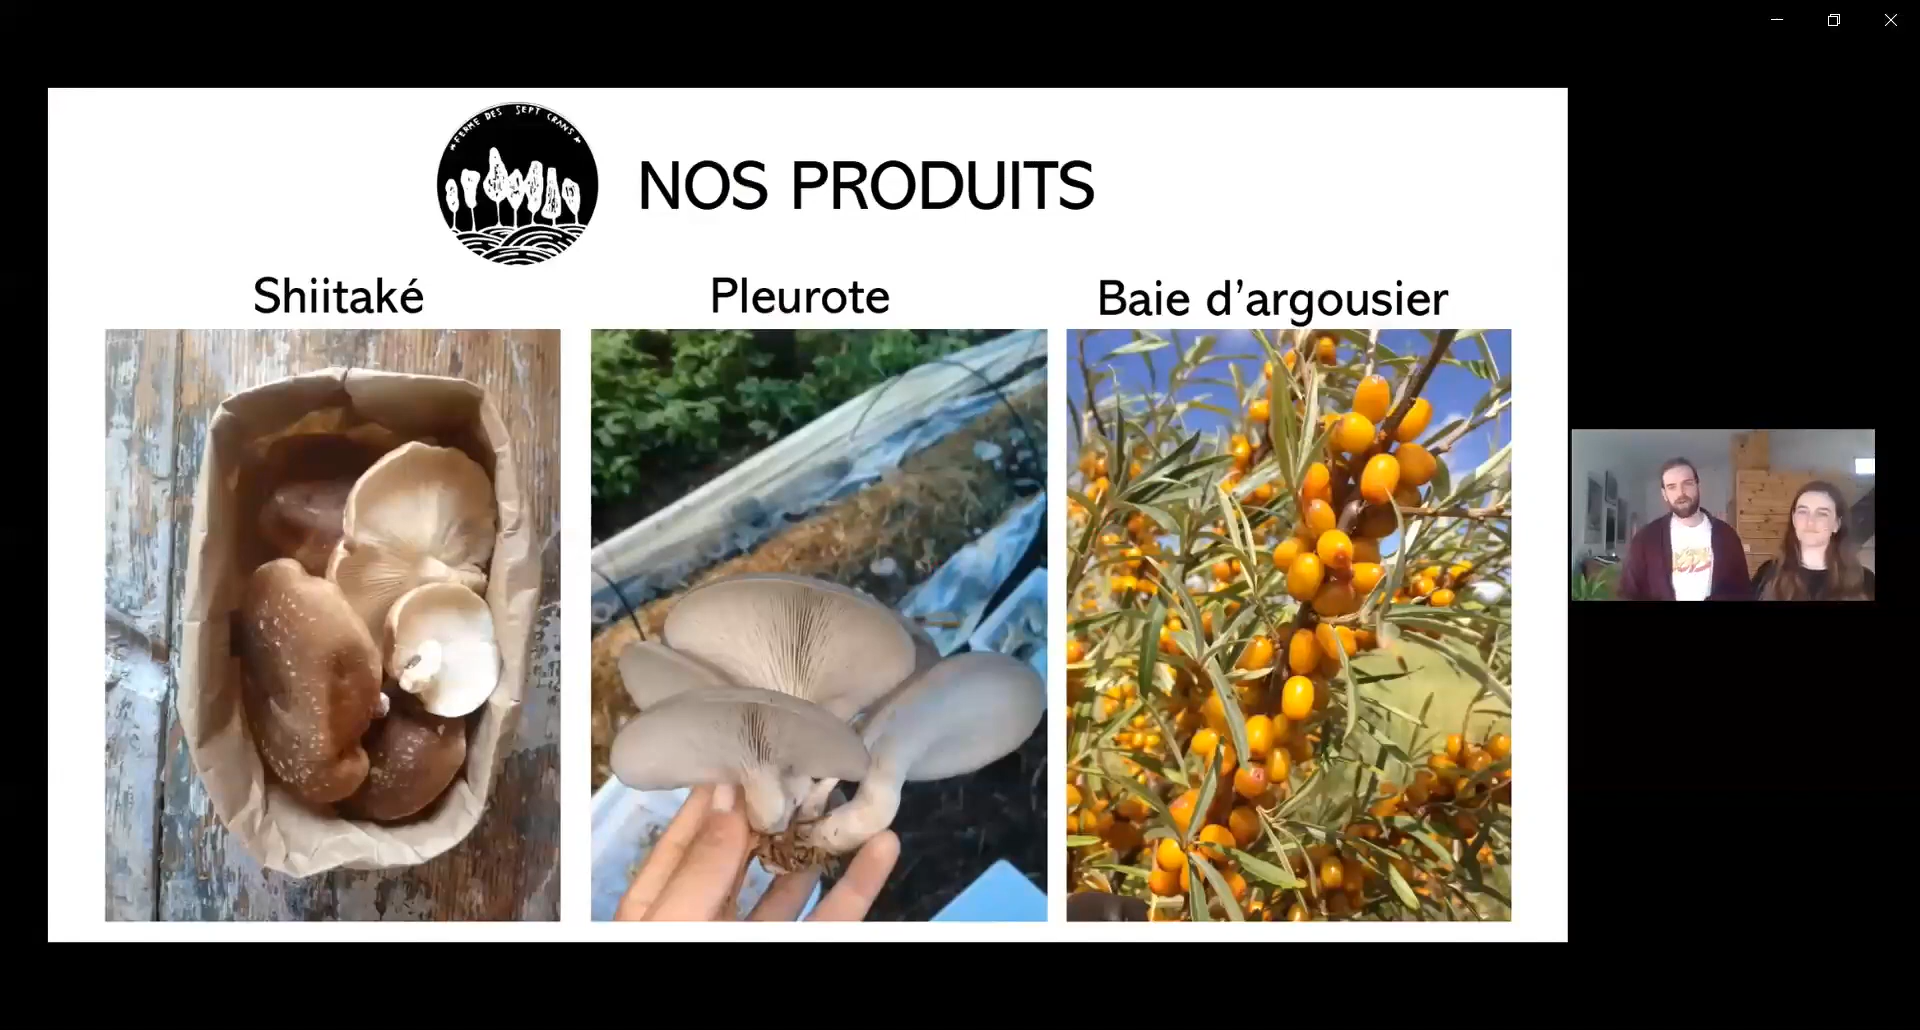 FERME DES SEPT CRANS
NOS PRODUITS
Shiitaké
Pleurote
Baie d'argousier